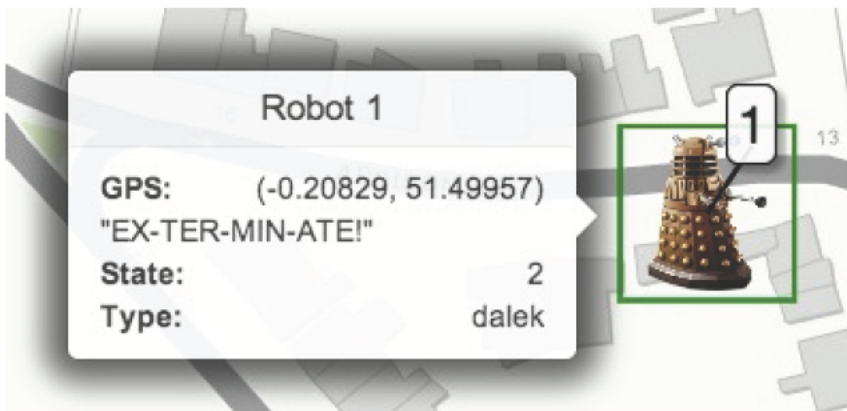 Robot 1
GPS: (-0.20829, 51.49957)
"EX-TER-MIN-ATE!"
State: 2
Type: dalek
1
13